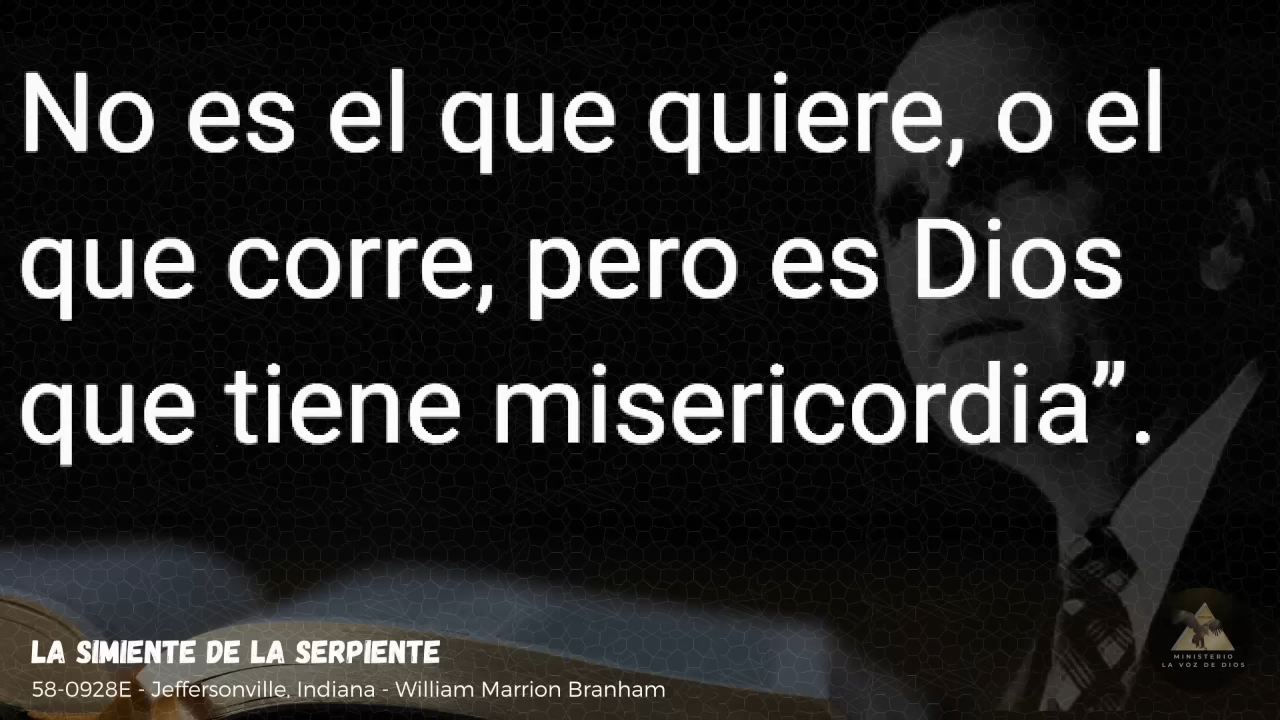 No es el que quiere, o el
que corre, pero es Dios
que tiene misericordia”.
LA SIMIENTE DE LA SERPIENTE
58-0928E - Jeffersonville, Indiana - William Marrion Branham
MINISTERIO
LA VOZ DE DIOS